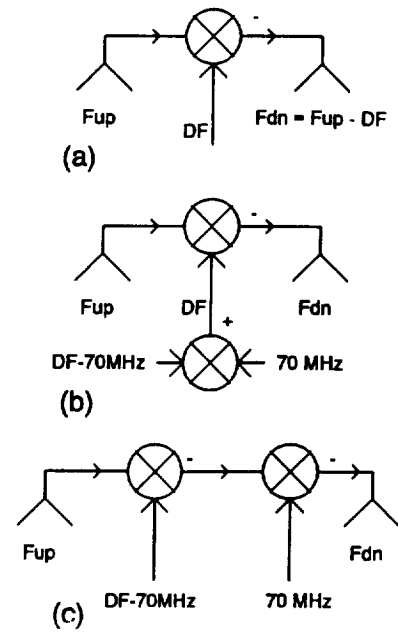 -
Fup
DF
Fdn = Fup - DF
(a)
-
Fup
DF
Fdn
+
DF-70MHz
70 MHz
(b)
-
-
Fup
Fdn
DF-70MHz
70 MHz
(c)